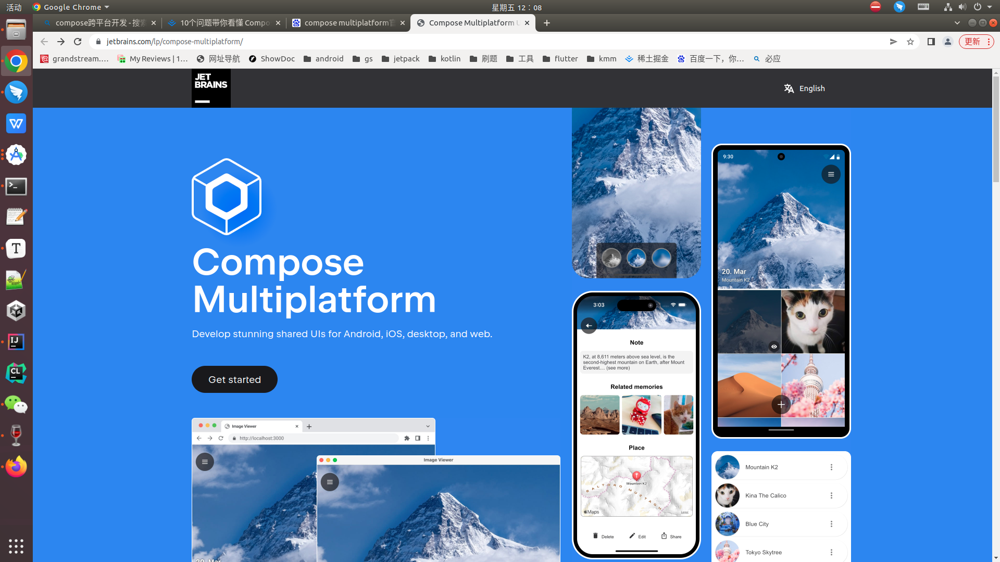 活动
Google Chrome
星期五 12：08
compose跨平台开发 - 搜索
10个问题带你看懂 Compo
compose multiplatform官
Compose Multiplatform U
jetbrains.com/lp/compose-multiplatform/
更新
grandstream....
My Reviews | 1...
网址导航
ShowDoc
android
gs
jetpack
kotlin
刷题
工具
flutter
kmm
稀土掘金
百度一下，你...
必应
JET
BRAINS
English
Compose
Multiplatform
Develop stunning shared UIs for Android, iOS, desktop, and web.
Get started
Image Viewer
http://localhost:3000
Image Viewer
20. Mar
3:03
Note
K2, at 8,611 meters above sea level, is the
second-highest mountain on Earth, after Mount
Everest.... (see more)
Related memories
Place
Mountain K2
BALTORO MUZTAGH
Maps
Legal
Delete
Edit
Share
9:30
20. Mar
Mountain K2
Mountain K2
Kina The Calico
Blue City
Tokyo Skytree
T
IJ
CL